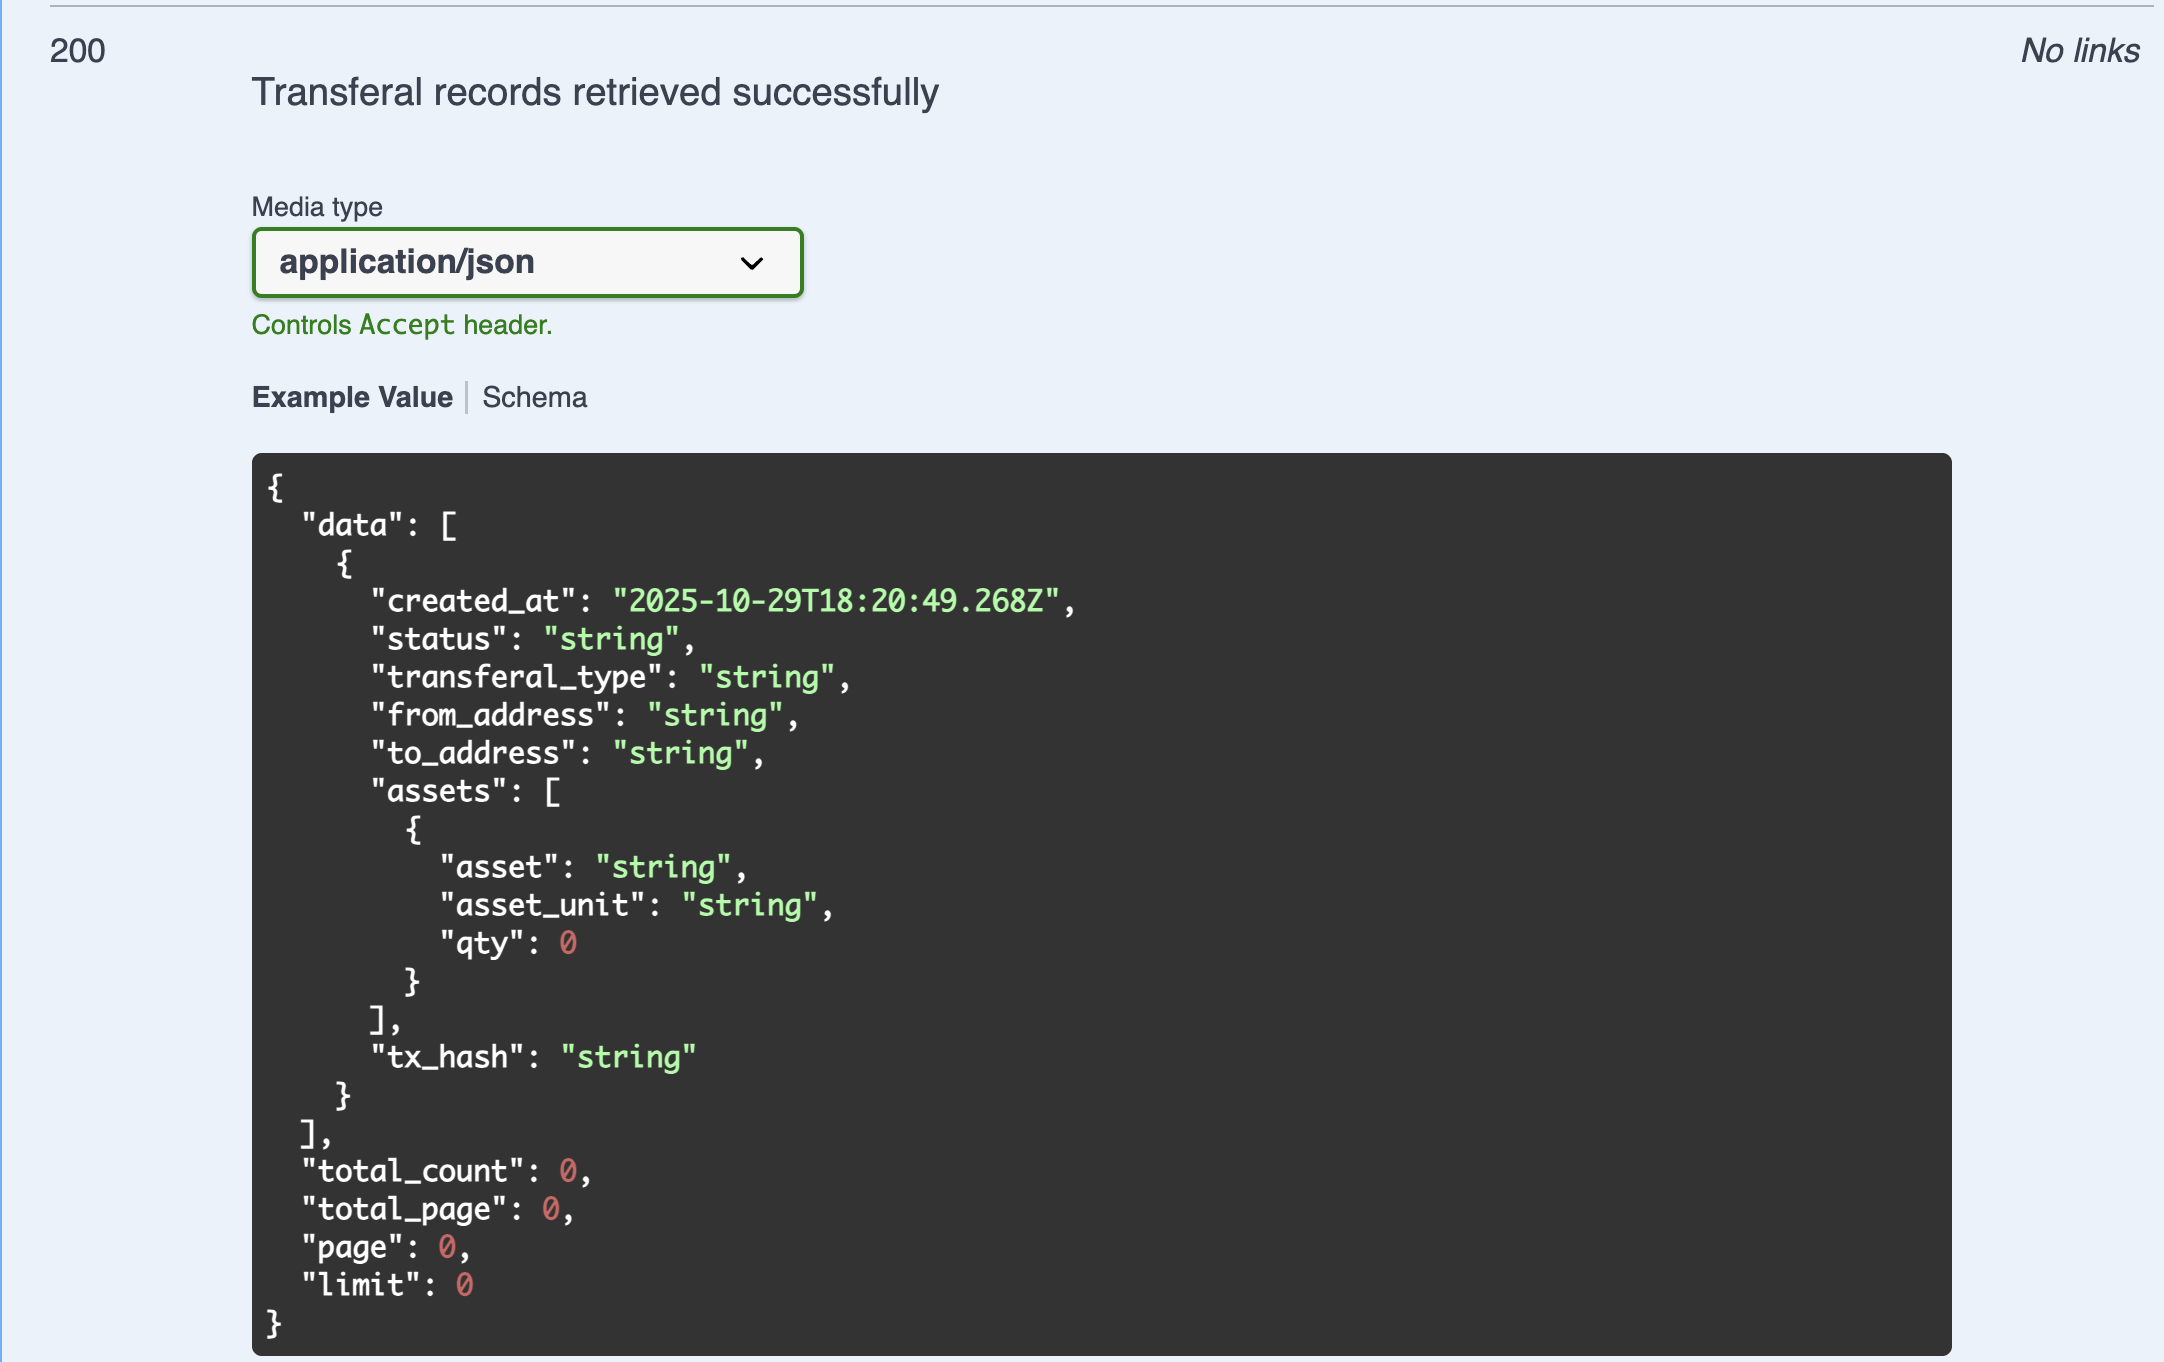 200
No links
Transferal records retrieved successfully
Media type
application/json
Controls Accept header.
Example Value | Schema
{
  "data": [
    {
      "created_at": "2025-10-29T18:20:49.268Z",
      "status": "string",
      "transferal_type": "string",
      "from_address": "string",
      "to_address": "string",
      "assets": [
        {
          "asset": "string",
          "asset_unit": "string",
          "qty": 0
        }
      ],
      "tx_hash": "string"
    }
  ],
  "total_count": 0,
  "total_page": 0,
  "page": 0,
  "limit": 0
}